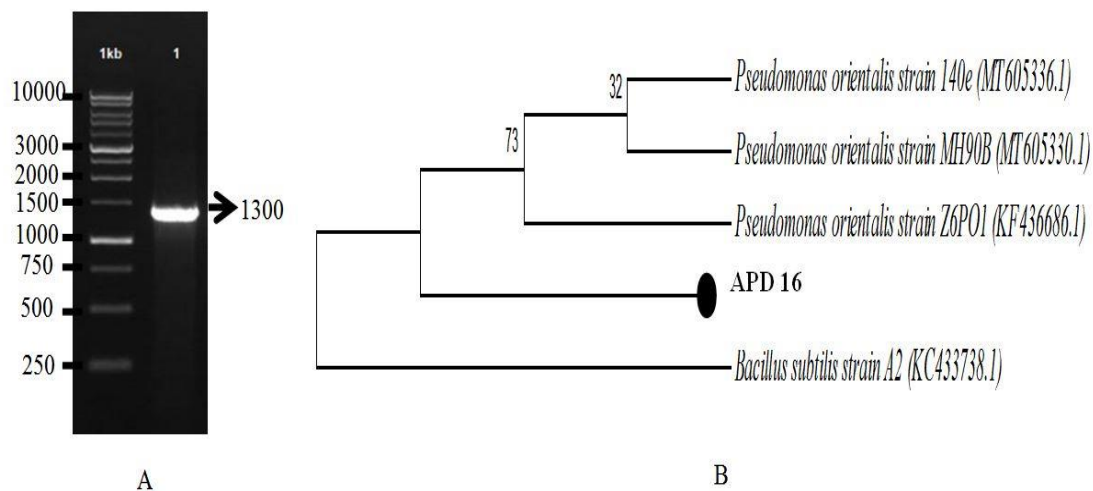 1kb 1
10000
3000
2000
1500
1000
750
500
250
1300
32
73
Pseudomonas orientalis strain 140e (MT605336.1)
Pseudomonas orientalis strain MH90B (MT605330.1)
Pseudomonas orientalis strain Z6PO1 (KF436686.1)
APD 16
Bacillus subtilis strain A2 (KC433738.1)
A
B